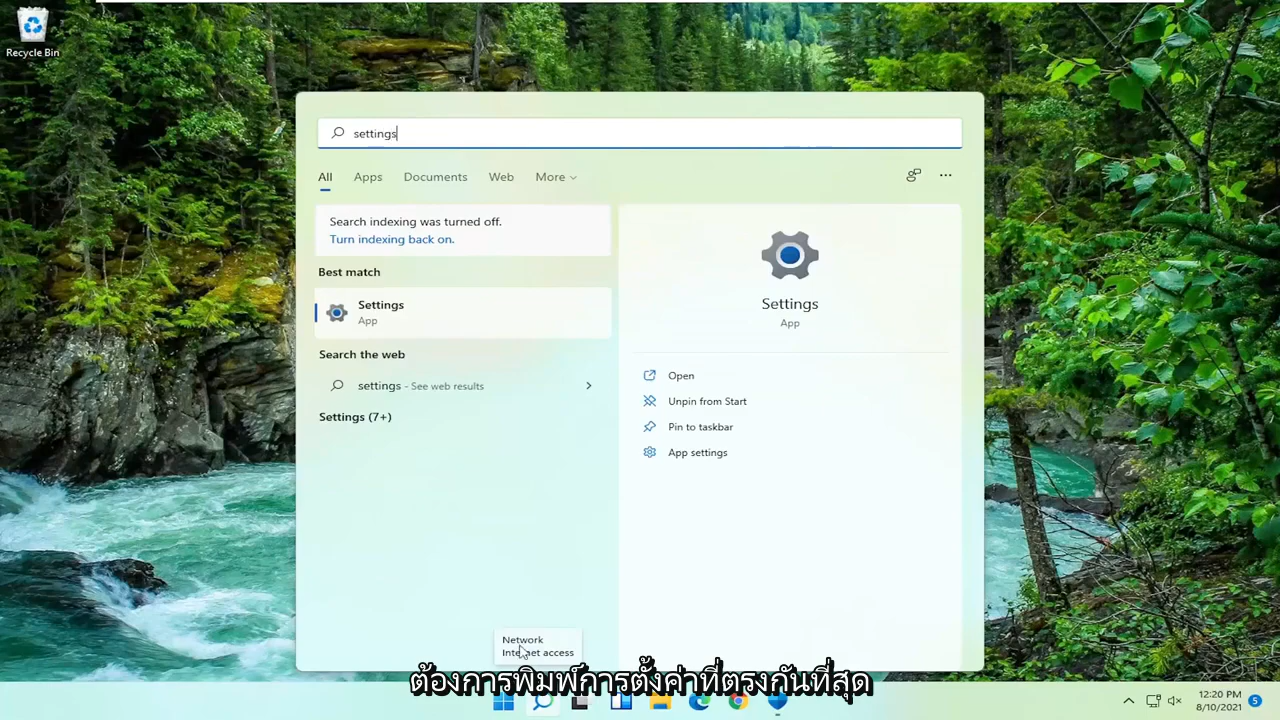 Recycle Bin
settings
All Apps Documents Web More
Search indexing was turned off.
Turn indexing back on.
Best match
Settings
App
Search the web
settings - See web results
Settings (7+)
Settings
App
Open
Unpin from Start
Pin to taskbar
App settings
Network
Internet access
ต้องการพิมพ์การตั้งค่าที่ตรงกันที่สุด
12:20 PM
8/10/2021
5